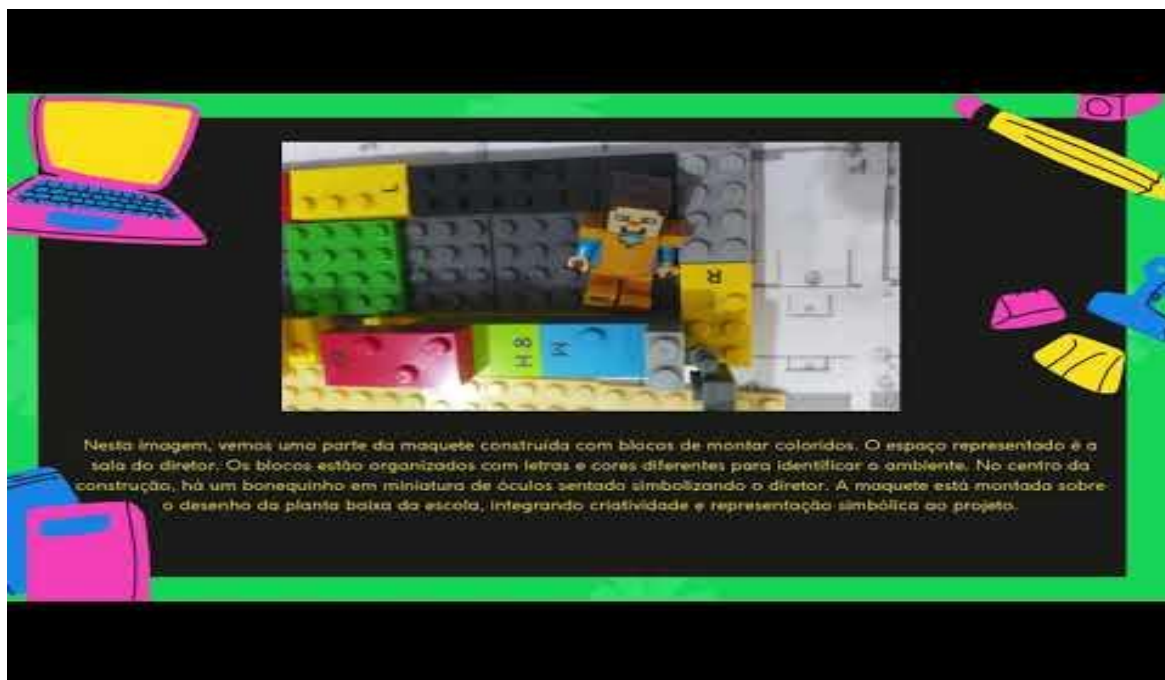 L
R
8 H
M
Nesta imagem, vemos uma parte da maquete construída com blocos de montar coloridos. O espaço representado é a
sala do diretor. Os blocos estão organizados com letras e cores diferentes para identificar o ambiente. No centro da
construção, há um bonequinho em miniatura de óculos sentado simbolizando o diretor. A maquete está montada sobre
o desenho da planta baixa da escola, integrando criatividade e representação simbólica ao projeto.